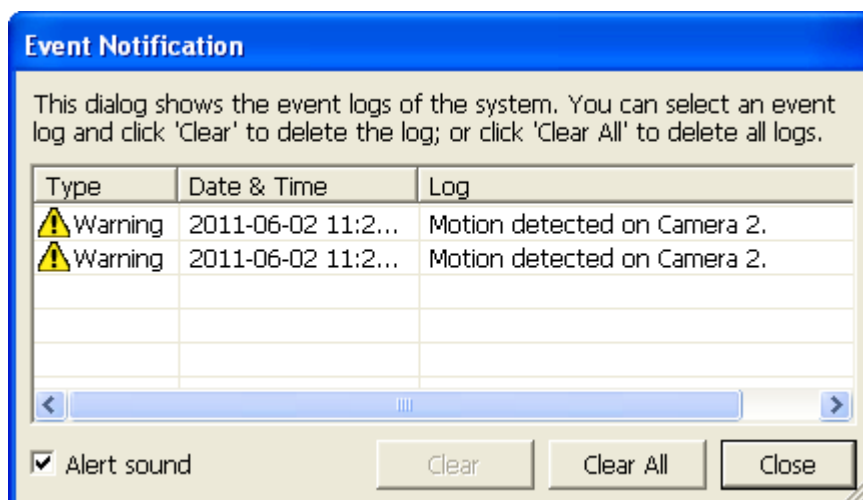 Event Notification
This dialog shows the event logs of the system. You can select an event
log and click 'Clear' to delete the log; or click 'Clear All' to delete all logs.
Type Date & Time Log
Warning 2011-06-02 11:2... Motion detected on Camera 2.
Warning 2011-06-02 11:2... Motion detected on Camera 2.
Alert sound Clear Clear All Close